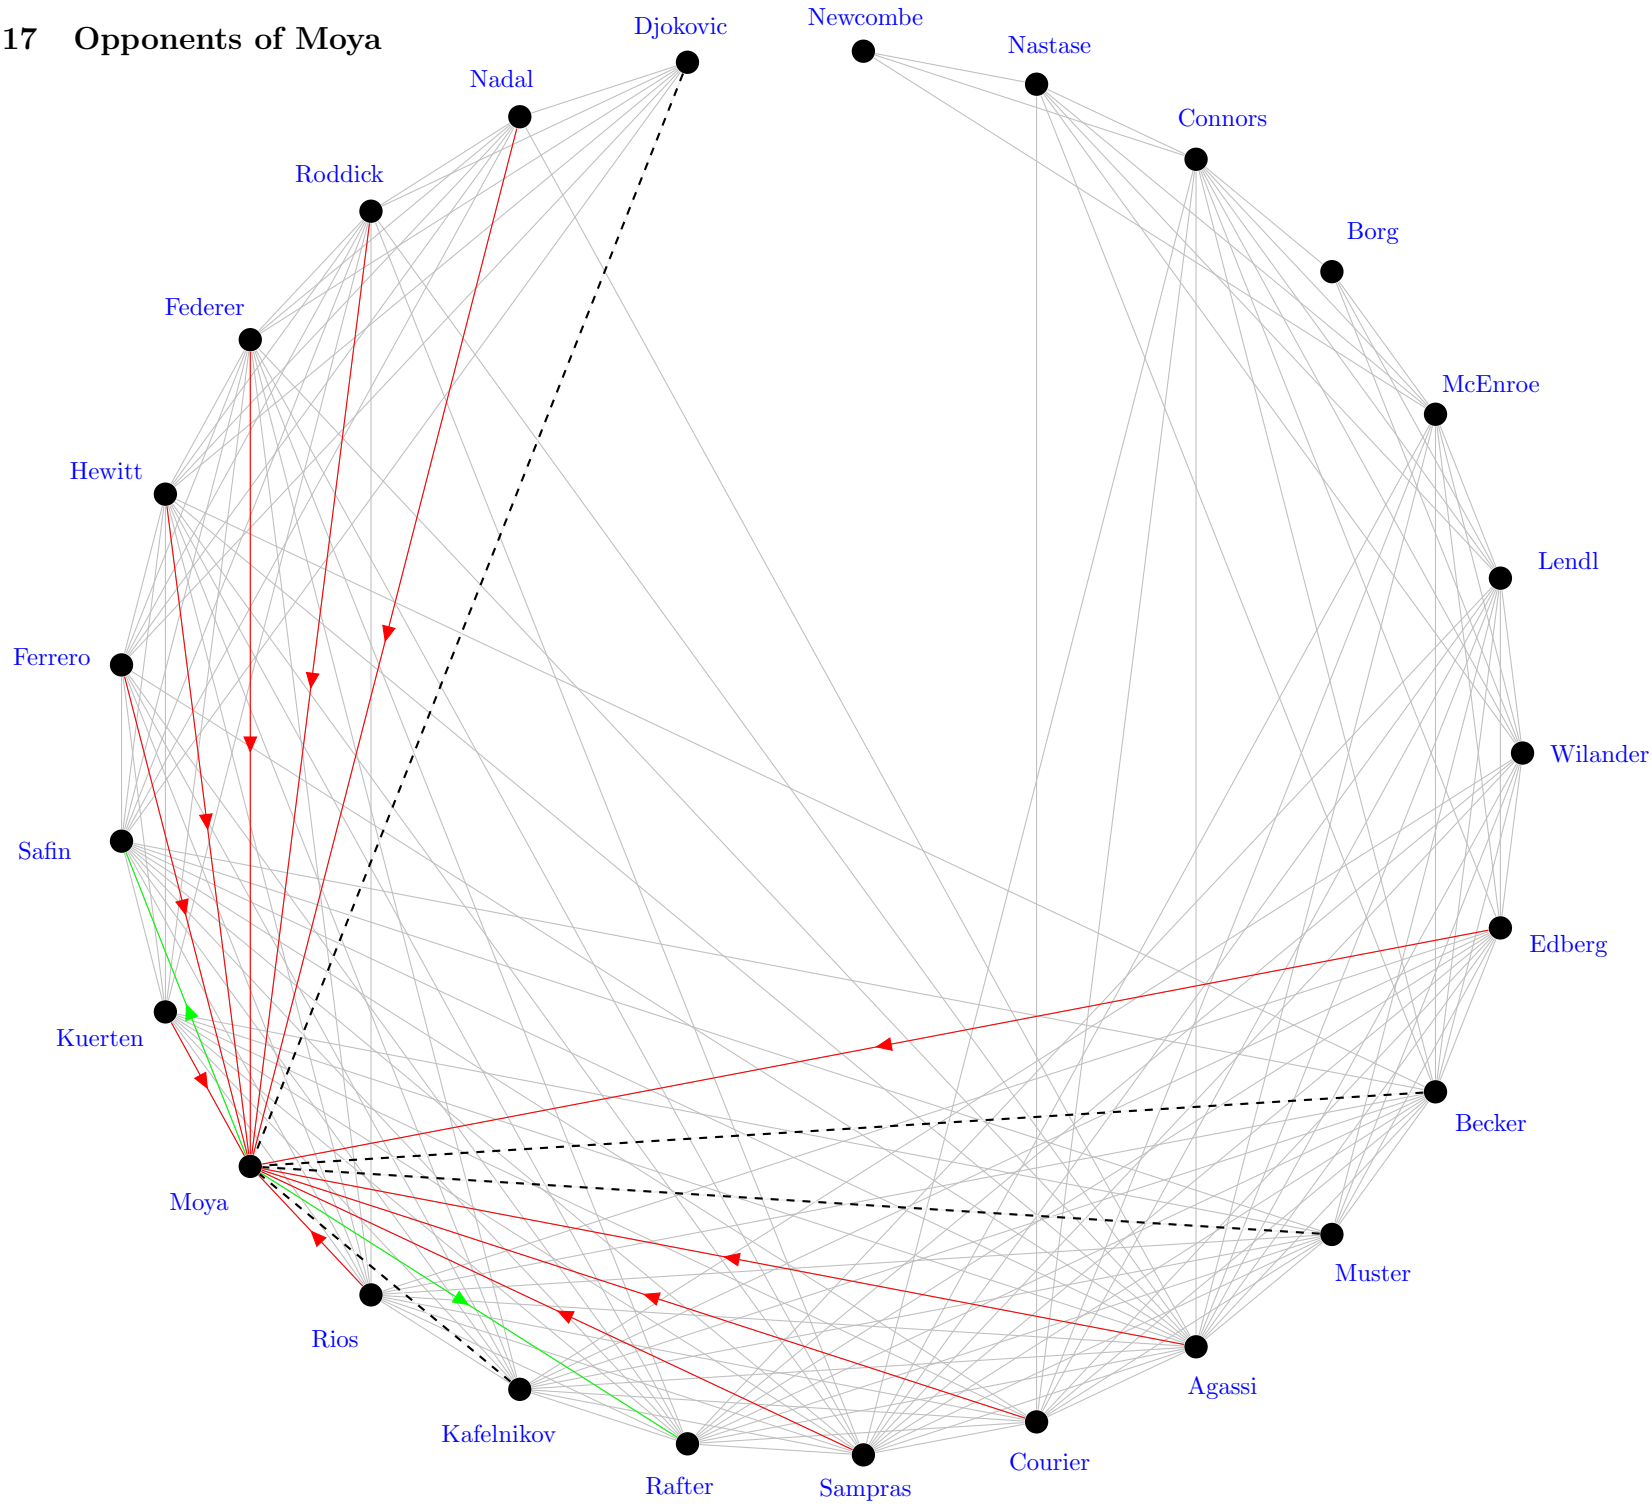 17 Opponents of Moya
Djokovic
Newcombe
Nastase
Nadal
Connors
Roddick
Borg
Federer
McEnroe
Hewitt
Lendl
Ferrero
Wilander
Safin
Edberg
Kuerten
Becker
Moya
Muster
Rios
Agassi
Kafelnikov
Courier
Rafter
Sampras